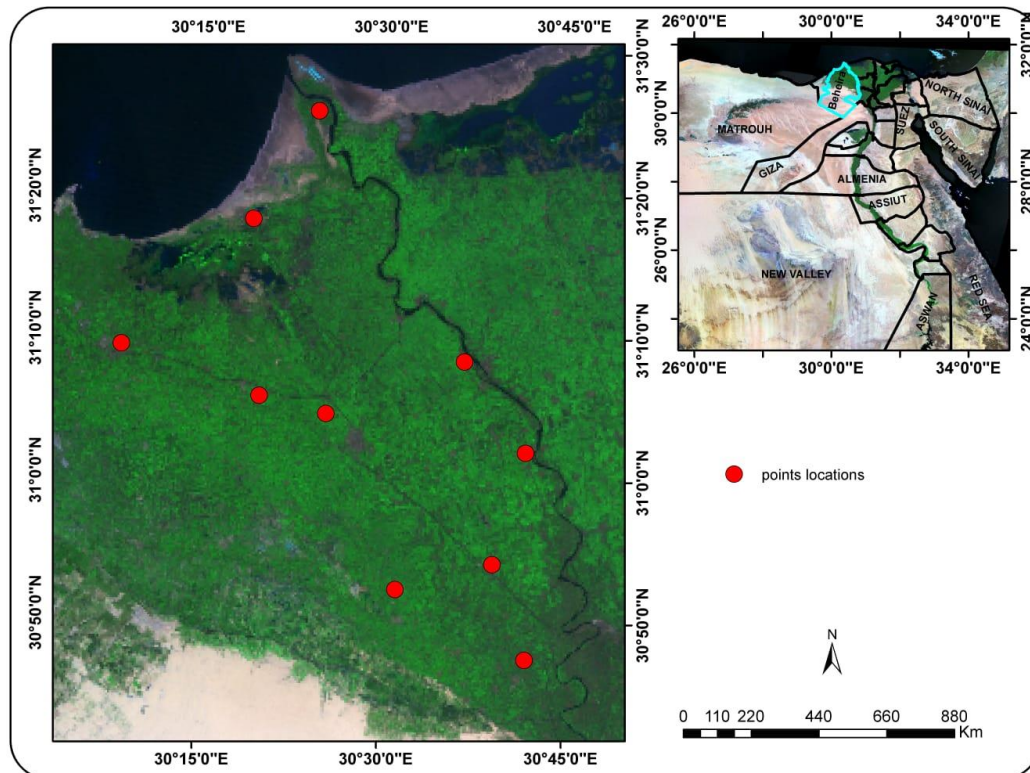 30°15'0"E 30°30'0"E 30°45'0"E
31°30'0"N
31°20'0"N
31°10'0"N
31°0'0"N
30°50'0"N
31°20'0"N
31°10'0"N
31°0'0"N
30°50'0"N
30°15'0"E 30°30'0"E 30°45'0"E
26°0'0"E 30°0'0"E 34°0'0"E
30°0'0"N
26°0'0"N
32°0'0"N
28°0'0"N
24°0'0"N
Beheira
NORTH SINAI
SUEZ
MATROUH
SOUTH SINAI
GIZA
ALMENIA
ASSIUT
NEW VALLEY
RED SEA
ASWAN
26°0'0"E 30°0'0"E 34°0'0"E
points locations
N
0 110 220 440 660 880
Km